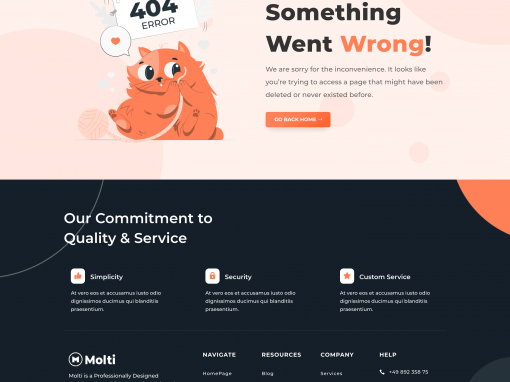 404
ERROR
Something
Went Wrong!
We are sorry for the inconvenience. It looks like
you're trying to access a page that might have been
deleted or never existed before.
GO BACK HOME →
Our Commitment to
Quality & Service
Simplicity
At vero eos et accusamus iusto odio
dignissimos ducimus qui blanditiis
praesentium.
Security
At vero eos et accusamus iusto odio
dignissimos ducimus qui blanditiis
praesentium.
Custom Service
At vero eos et accusamus iusto odio
dignissimos ducimus qui blanditiis
praesentium.
Molti
Molti is a Professionally Designed
NAVIGATE
HomePage
RESOURCES
Blog
COMPANY
Services
HELP
+49 892 358 75